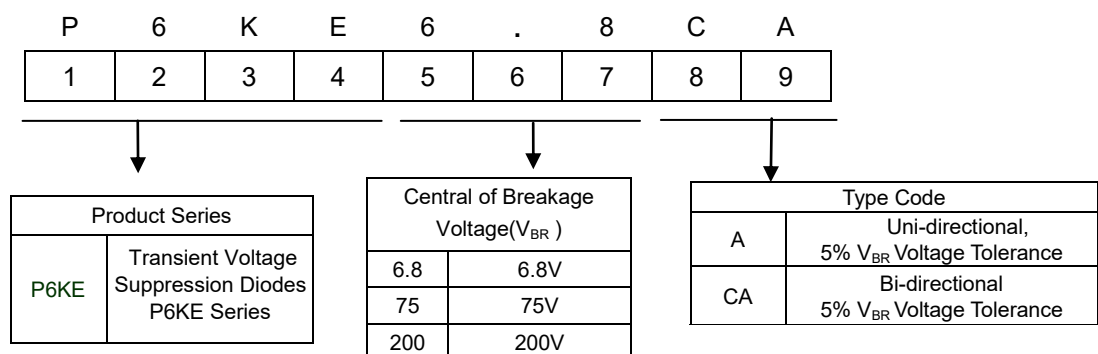 P 6 K E 6 . 8 C A
1 2 3 4 5 6 7 8 9
Product Series
P6KE
Transient Voltage
Suppression Diodes
P6KE Series
Central of Breakage
Voltage(VBR )
6.8 6.8V
75 75V
200 200V
Type Code
A
Uni-directional,
5% VBR Voltage Tolerance
CA
Bi-directional
5% VBR Voltage Tolerance